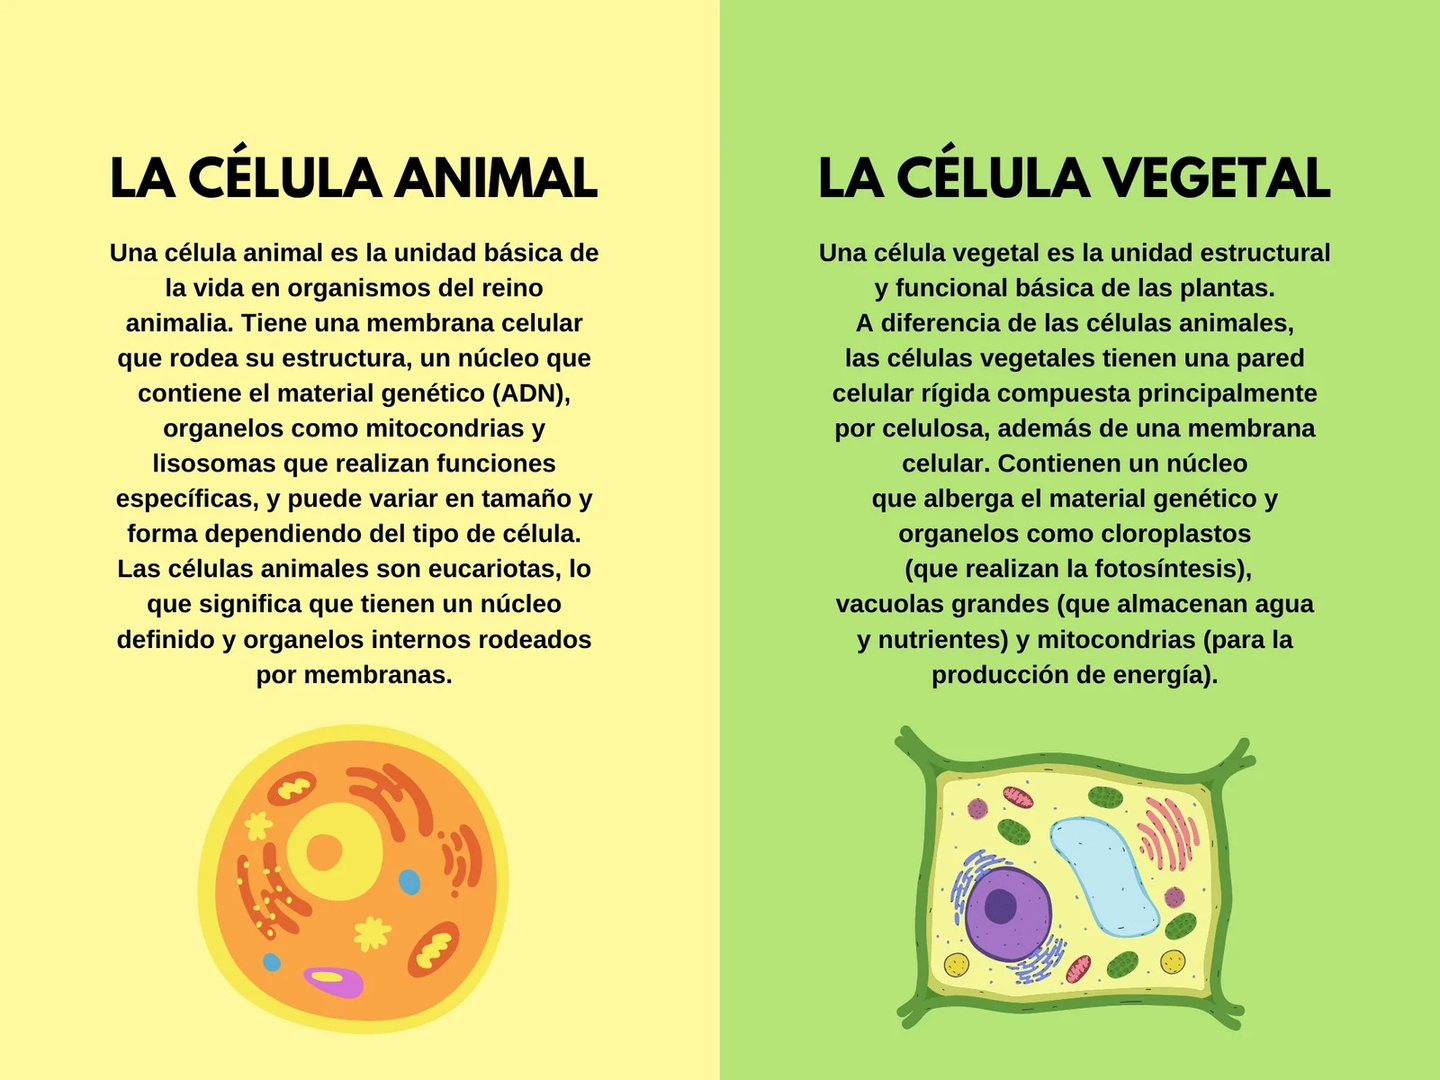 LA CÉLULA ANIMAL
Una célula animal es la unidad básica de
la vida en organismos del reino
animalia. Tiene una membrana celular
que rodea su estructura, un núcleo que
contiene el material genético (ADN),
organelos como mitocondrias y
lisosomas que realizan funciones
específicas, y puede variar en tamaño y
forma dependiendo del tipo de célula.
Las células animales son eucariotas, lo
que significa que tienen un núcleo
definido y organelos internos rodeados
por membranas.
LA CÉLULA VEGETAL
Una célula vegetal es la unidad estructural
y funcional básica de las plantas.
A diferencia de las células animales,
las células vegetales tienen una pared
celular rígida compuesta principalmente
por celulosa, además de una membrana
celular. Contienen un núcleo
que alberga el material genético y
organelos como cloroplastos
(que realizan la fotosíntesis),
vacuolas grandes (que almacenan agua
y nutrientes) y mitocondrias (para la
producción de energía).